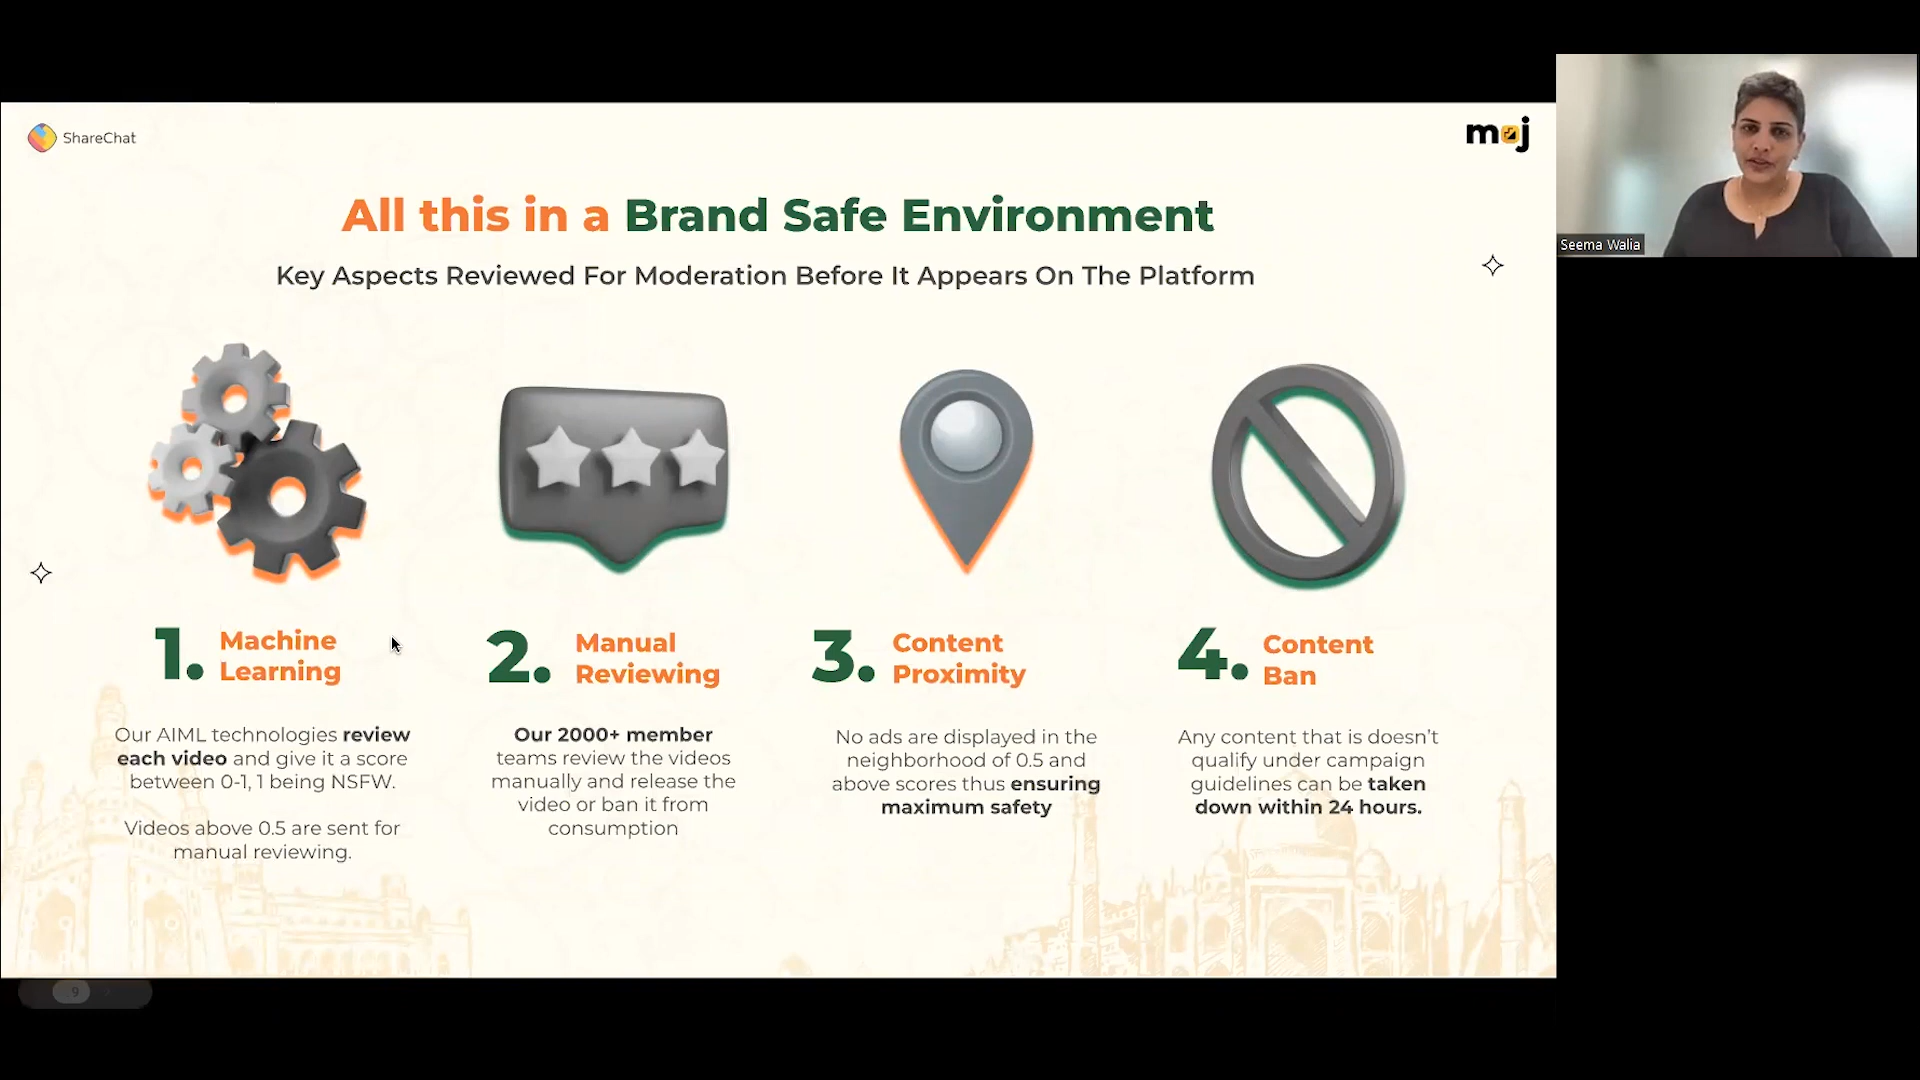 ShareChat
moj
All this in a Brand Safe Environment
Key Aspects Reviewed For Moderation Before It Appears On The Platform
Seema Walia
1. Machine
Learning
Our AIML technologies review
each video and give it a score
between 0-1, 1 being NSFW.
Videos above 0.5 are sent for
manual reviewing.
2. Manual
Reviewing
Our 2000+ member
teams review the videos
manually and release the
video or ban it from
consumption
3. Content
Proximity
No ads are displayed in the
neighborhood of 0.5 and
above scores thus ensuring
maximum safety
4. Content
Ban
Any content that is doesn't
qualify under campaign
guidelines can be taken
down within 24 hours.
9